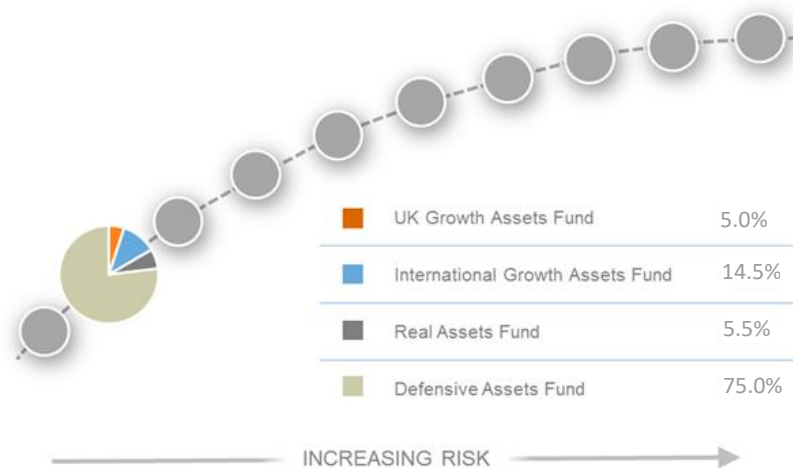 UK Growth Assets Fund 5.0%
International Growth Assets Fund 14.5%
Real Assets Fund 5.5%
Defensive Assets Fund 75.0%
INCREASING RISK